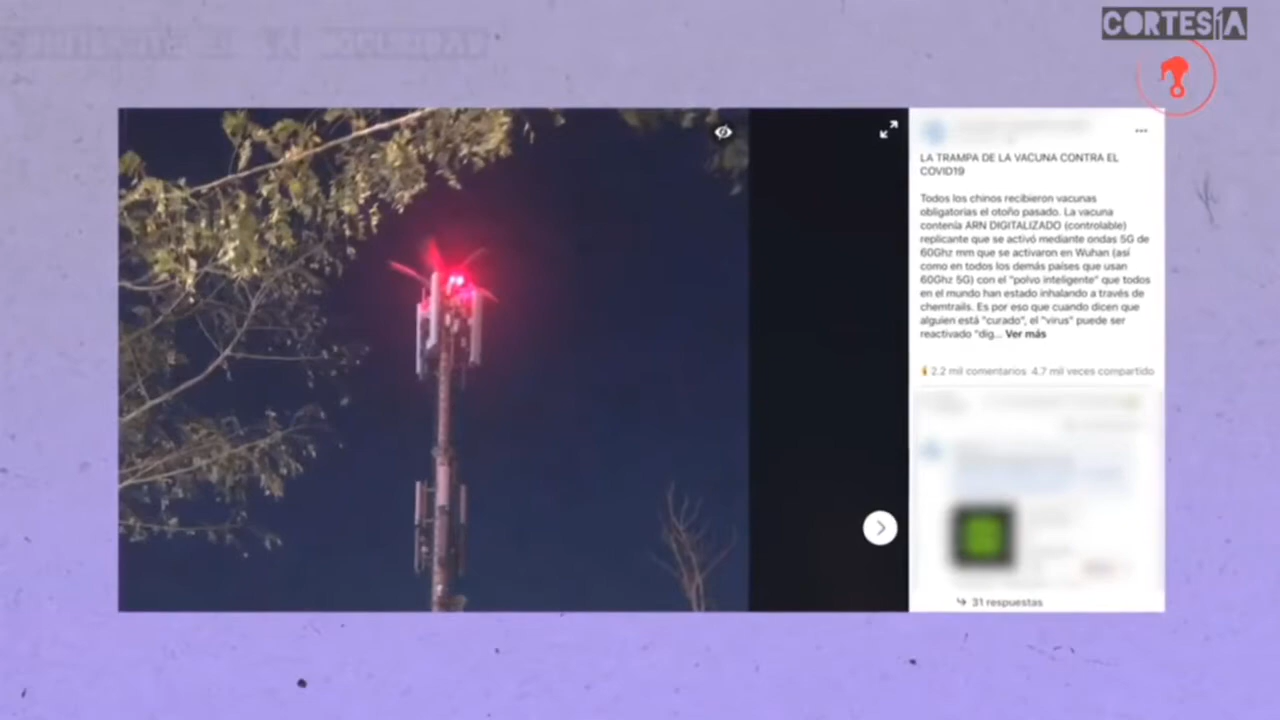 CORTESÍA
LA TRAMPA DE LA VACUNA CONTRA EL
COVID19
Todos los chinos recibieron vacunas
obligatorias el otoño pasado. La vacuna
contenía ARN DIGITALIZADO (controlable)
replicante que se activó mediante ondas 5G de
60Ghz mm que se activaron en Wuhan (así
como en todos los demás países que usan
60Ghz 5G) con el "polvo inteligente" que todos
en el mundo han estado inhalando a través de
chemtrails. Es por eso que cuando dicen que
alguien está "curado", el "virus" puede ser
reactivado "dig... Ver más
2.2 mil comentarios 4.7 mil veces compartido
31 respuestas